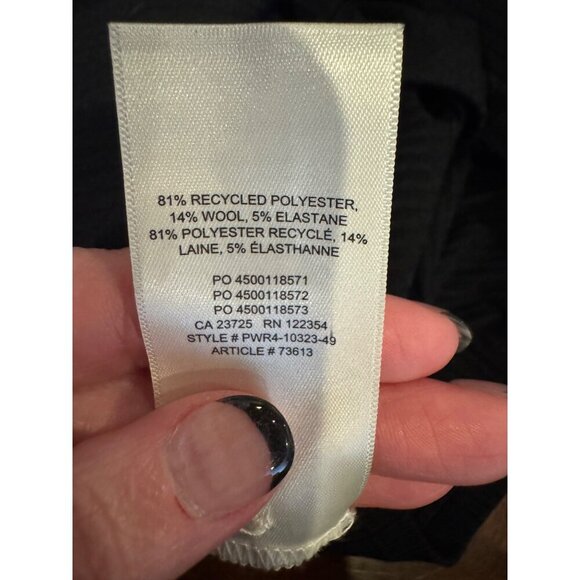 81% RECYCLED POLYESTER,
14% WOOL, 5% ELASTANE
81% POLYESTER RECYCLÉ, 14%
LAINE, 5% ÉLASTHANNE
PO 4500118571
PO 4500118572
PO 4500118573
CA 23725 RN 122354
STYLE # PWR4-10323-49
ARTICLE # 73613